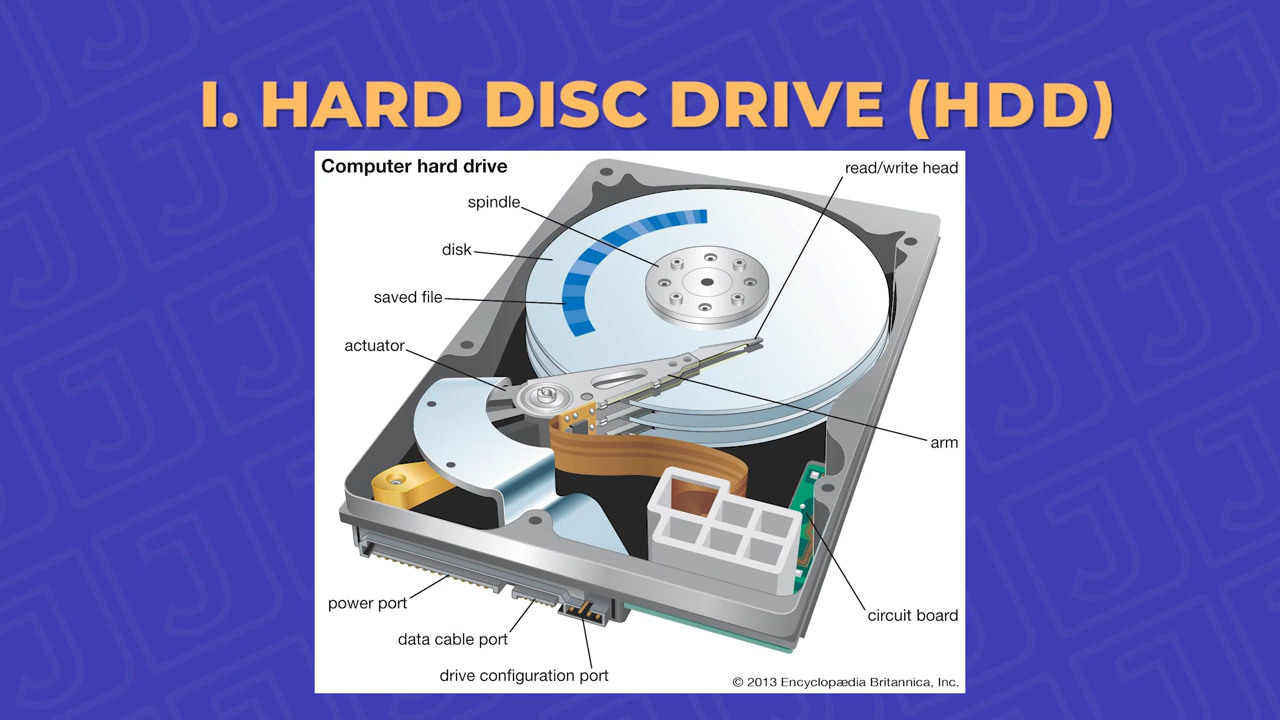 I. HARD DISC DRIVE (HDD)
Computer hard drive
read/write head
spindle
disk
saved file
actuator
arm
power port
circuit board
data cable port
drive configuration port
© 2013 Encyclopædia Britannica, Inc.